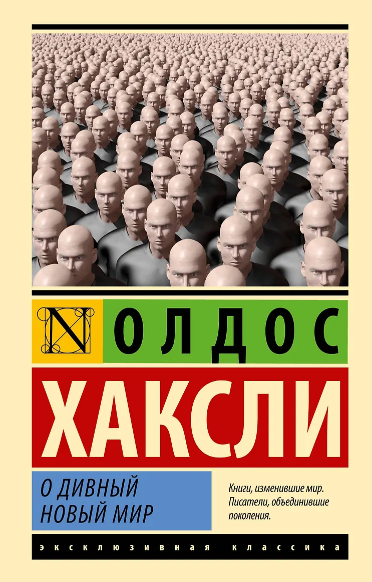 N
ОЛДОС
ХАКСЛИ
О ДИВНЫЙ
НОВЫЙ МИР
Книги, изменившие мир.
Писатели, объединившие
поколения.
эксклюзивная классика